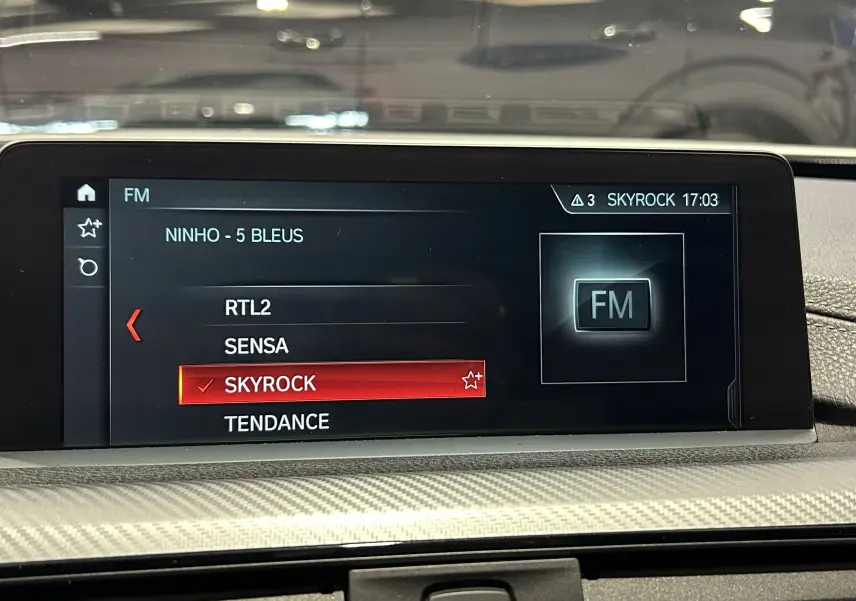 FM
3 SKYROCK 17:03
NINHO - 5 BLEUS
FM
RTL2
SENSA
SKYROCK
TENDANCE